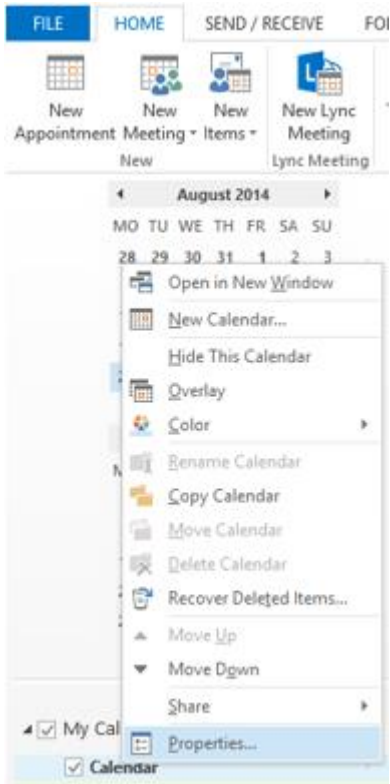 FILE HOME SEND / RECEIVE
New Appointment
New Meeting
New Items
New Lync Meeting
New
Lync Meeting
August 2014
MO TU WE TH FR SA SU
28 29 30 31 1 2 3
Open in New Window
New Calendar...
Hide This Calendar
Overlay
Color
Rename Calendar
Copy Calendar
Move Calendar
Delete Calendar
Recover Deleted Items...
Move Up
Move Down
Share
My Cal
Properties...
Calendar